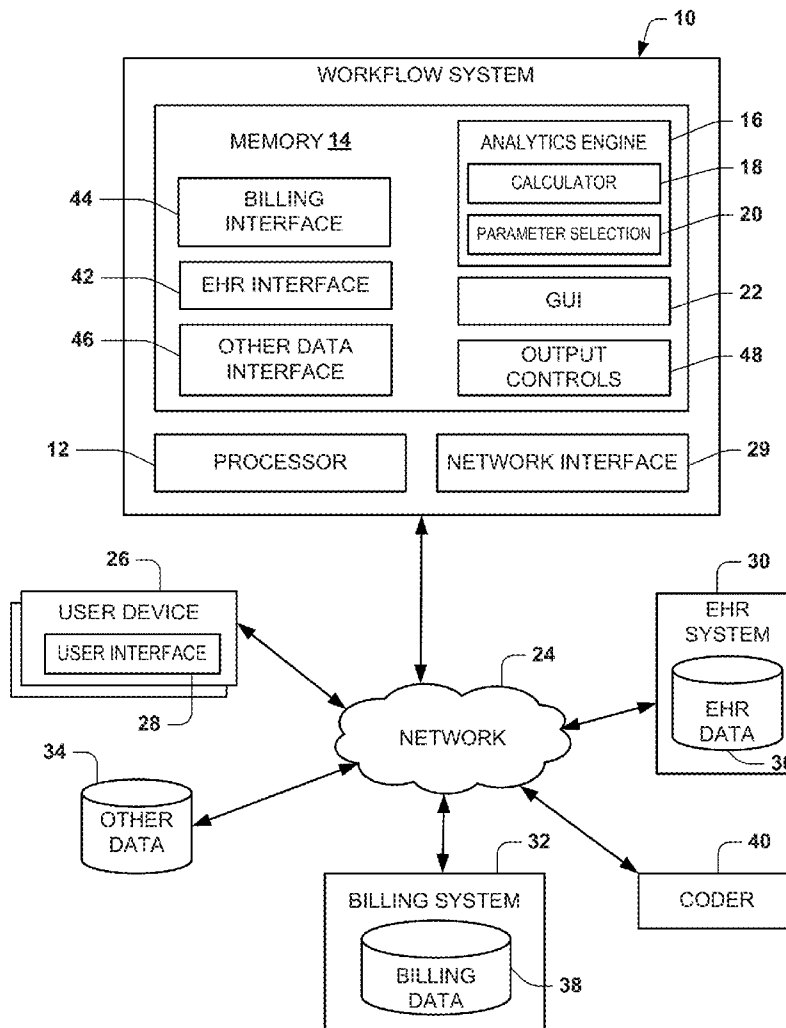 10
WORKFLOW SYSTEM
MEMORY 14
ANALYTICS ENGINE
16
CALCULATOR
18
PARAMETER SELECTION
20
44
BILLING
INTERFACE
42
EHR INTERFACE
GUI
22
46
OTHER DATA
INTERFACE
OUTPUT
CONTROLS
48
12
PROCESSOR
NETWORK INTERFACE
29
26
USER DEVICE
USER INTERFACE
28
30
EHR
SYSTEM
EHR
DATA
36
24
NETWORK
34
OTHER
DATA
32
BILLING SYSTEM
BILLING
DATA
38
40
CODER